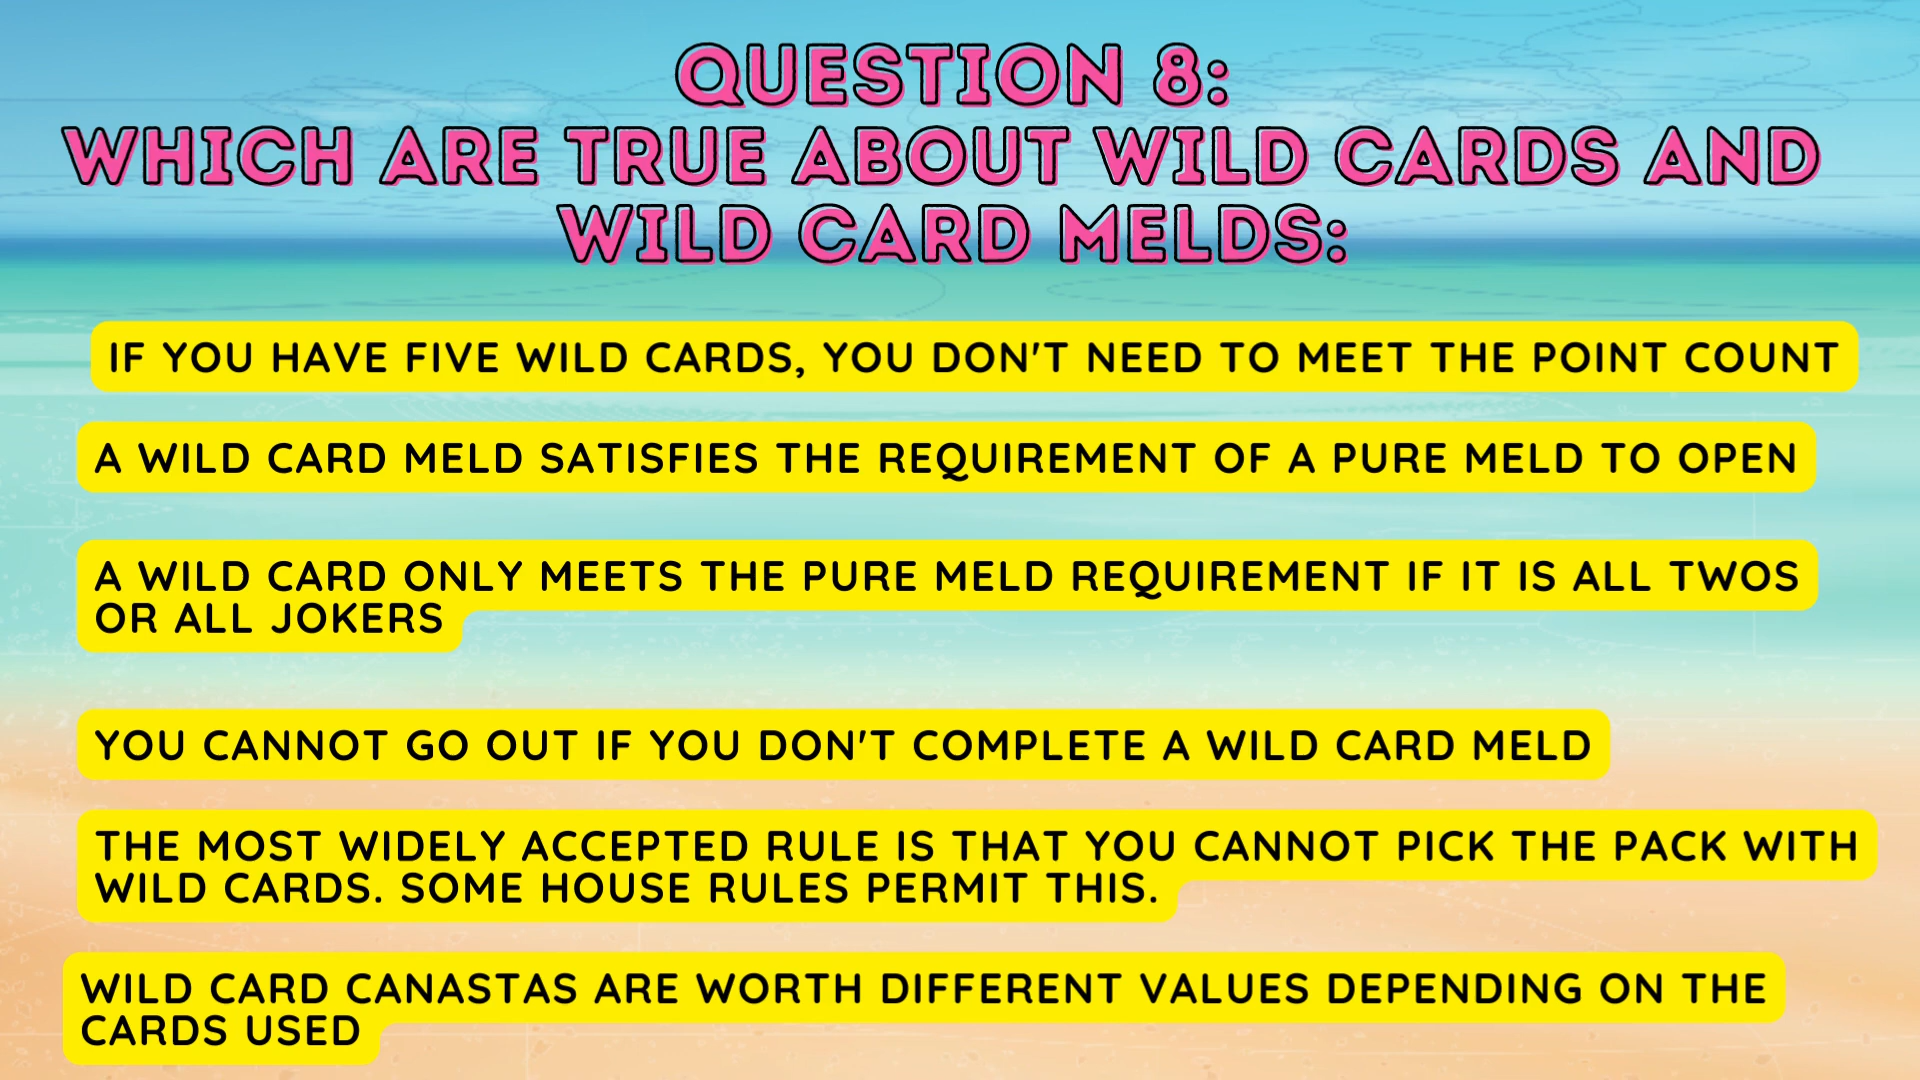 QUESTION 8:
WHICH ARE TRUE ABOUT WILD CARDS AND
WILD CARD MELDS:
IF YOU HAVE FIVE WILD CARDS, YOU DON'T NEED TO MEET THE POINT COUNT
A WILD CARD MELD SATISFIES THE REQUIREMENT OF A PURE MELD TO OPEN
A WILD CARD ONLY MEETS THE PURE MELD REQUIREMENT IF IT IS ALL TWOS
OR ALL JOKERS
YOU CANNOT GO OUT IF YOU DON'T COMPLETE A WILD CARD MELD
THE MOST WIDELY ACCEPTED RULE IS THAT YOU CANNOT PICK THE PACK WITH
WILD CARDS. SOME HOUSE RULES PERMIT THIS.
WILD CARD CANASTAS ARE WORTH DIFFERENT VALUES DEPENDING ON THE
CARDS USED